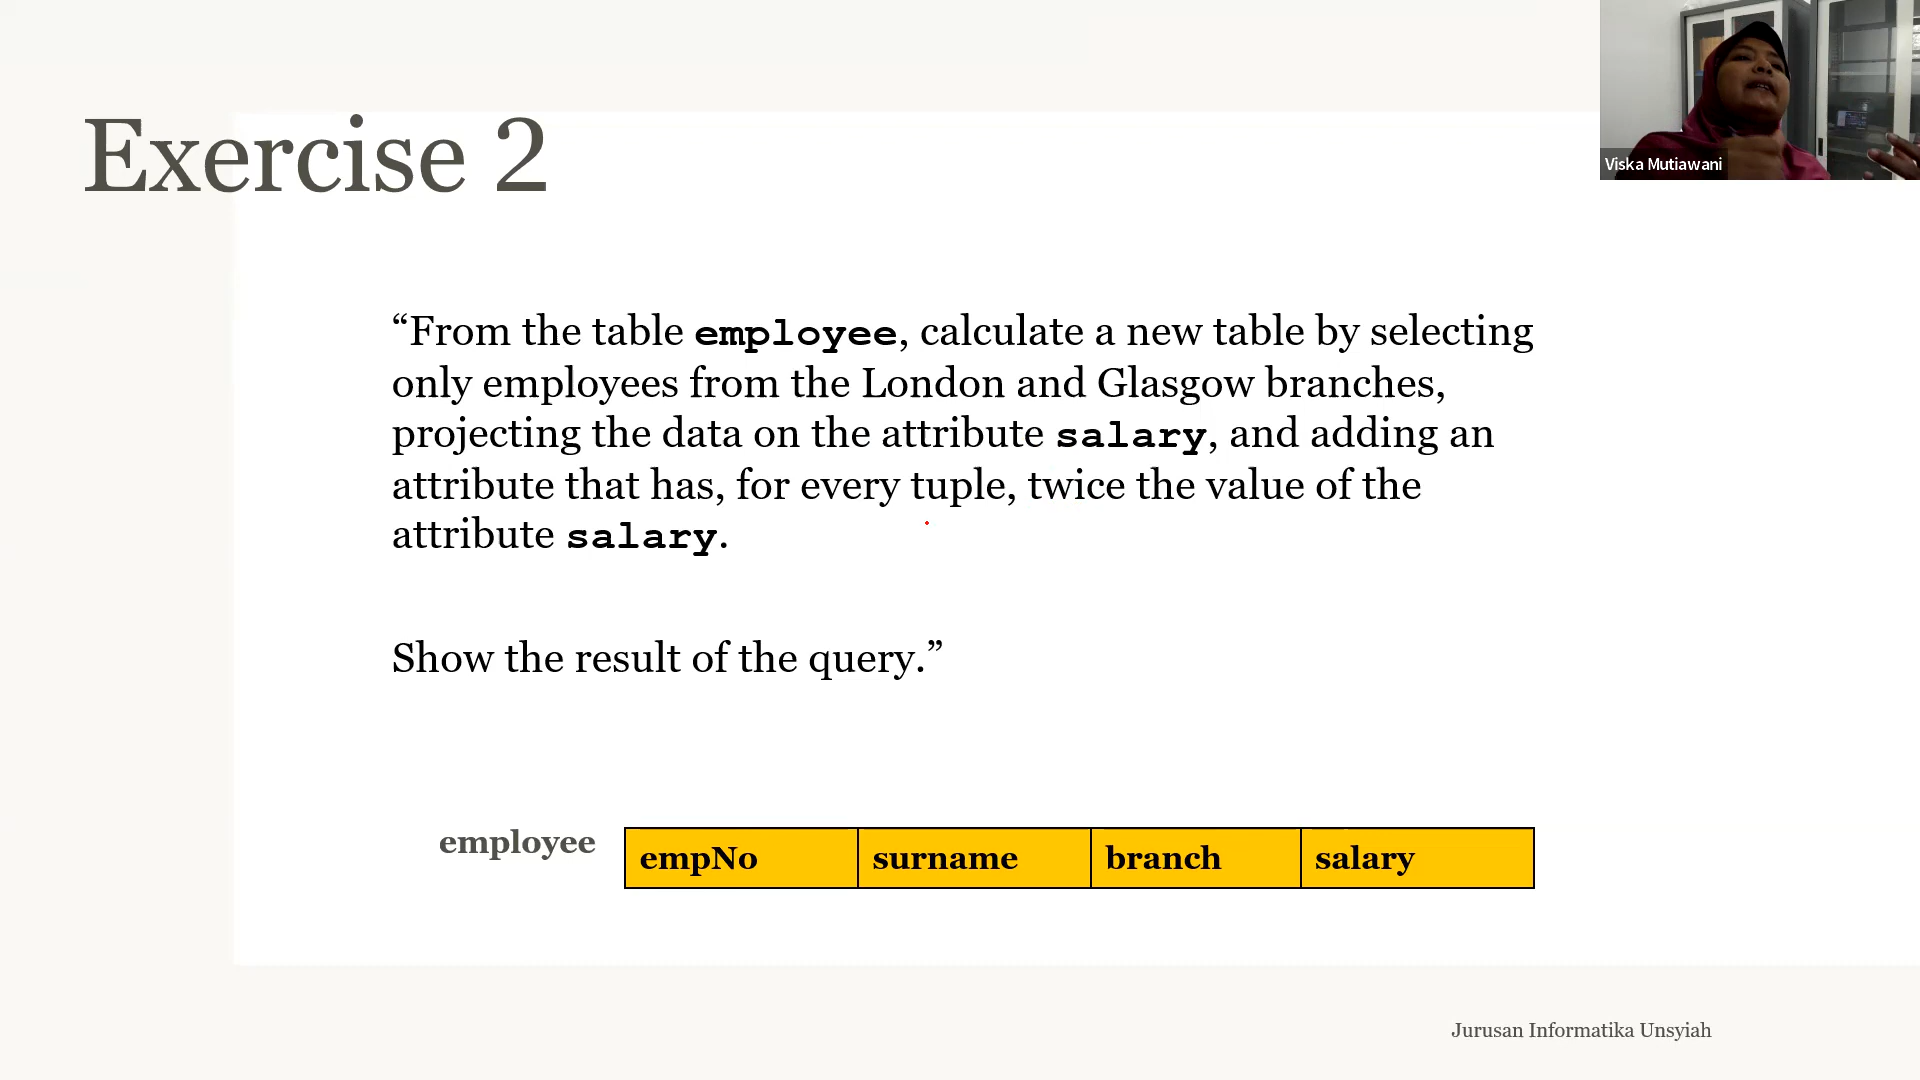 Exercise 2
Viska Mutiawani
“From the table employee, calculate a new table by selecting
only employees from the London and Glasgow branches,
projecting the data on the attribute salary, and adding an
attribute that has, for every tuple, twice the value of the
attribute salary.
Show the result of the query.”
employee
empNo surname branch salary
Jurusan Informatika Unsyiah